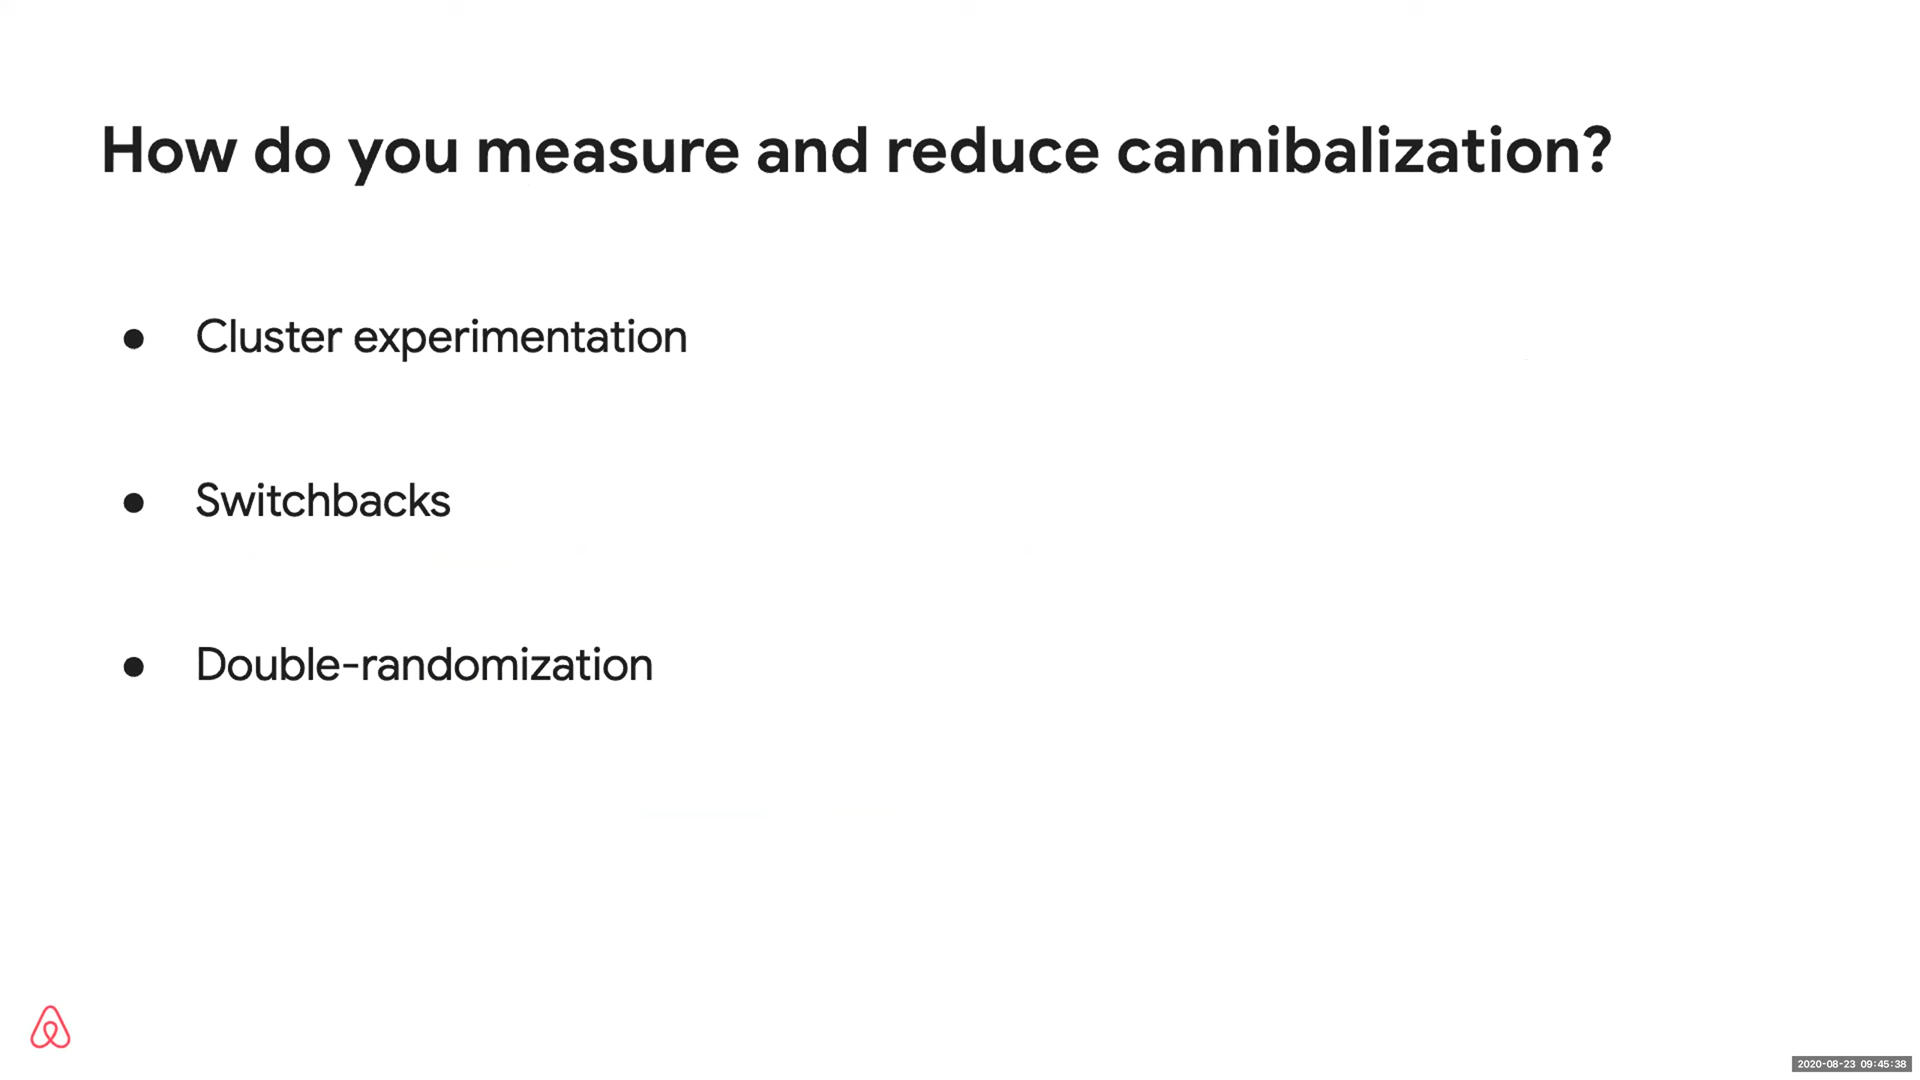 How do you measure and reduce cannibalization?
● Cluster experimentation
● Switchbacks
● Double-randomization
2020-08-23 09:45:38